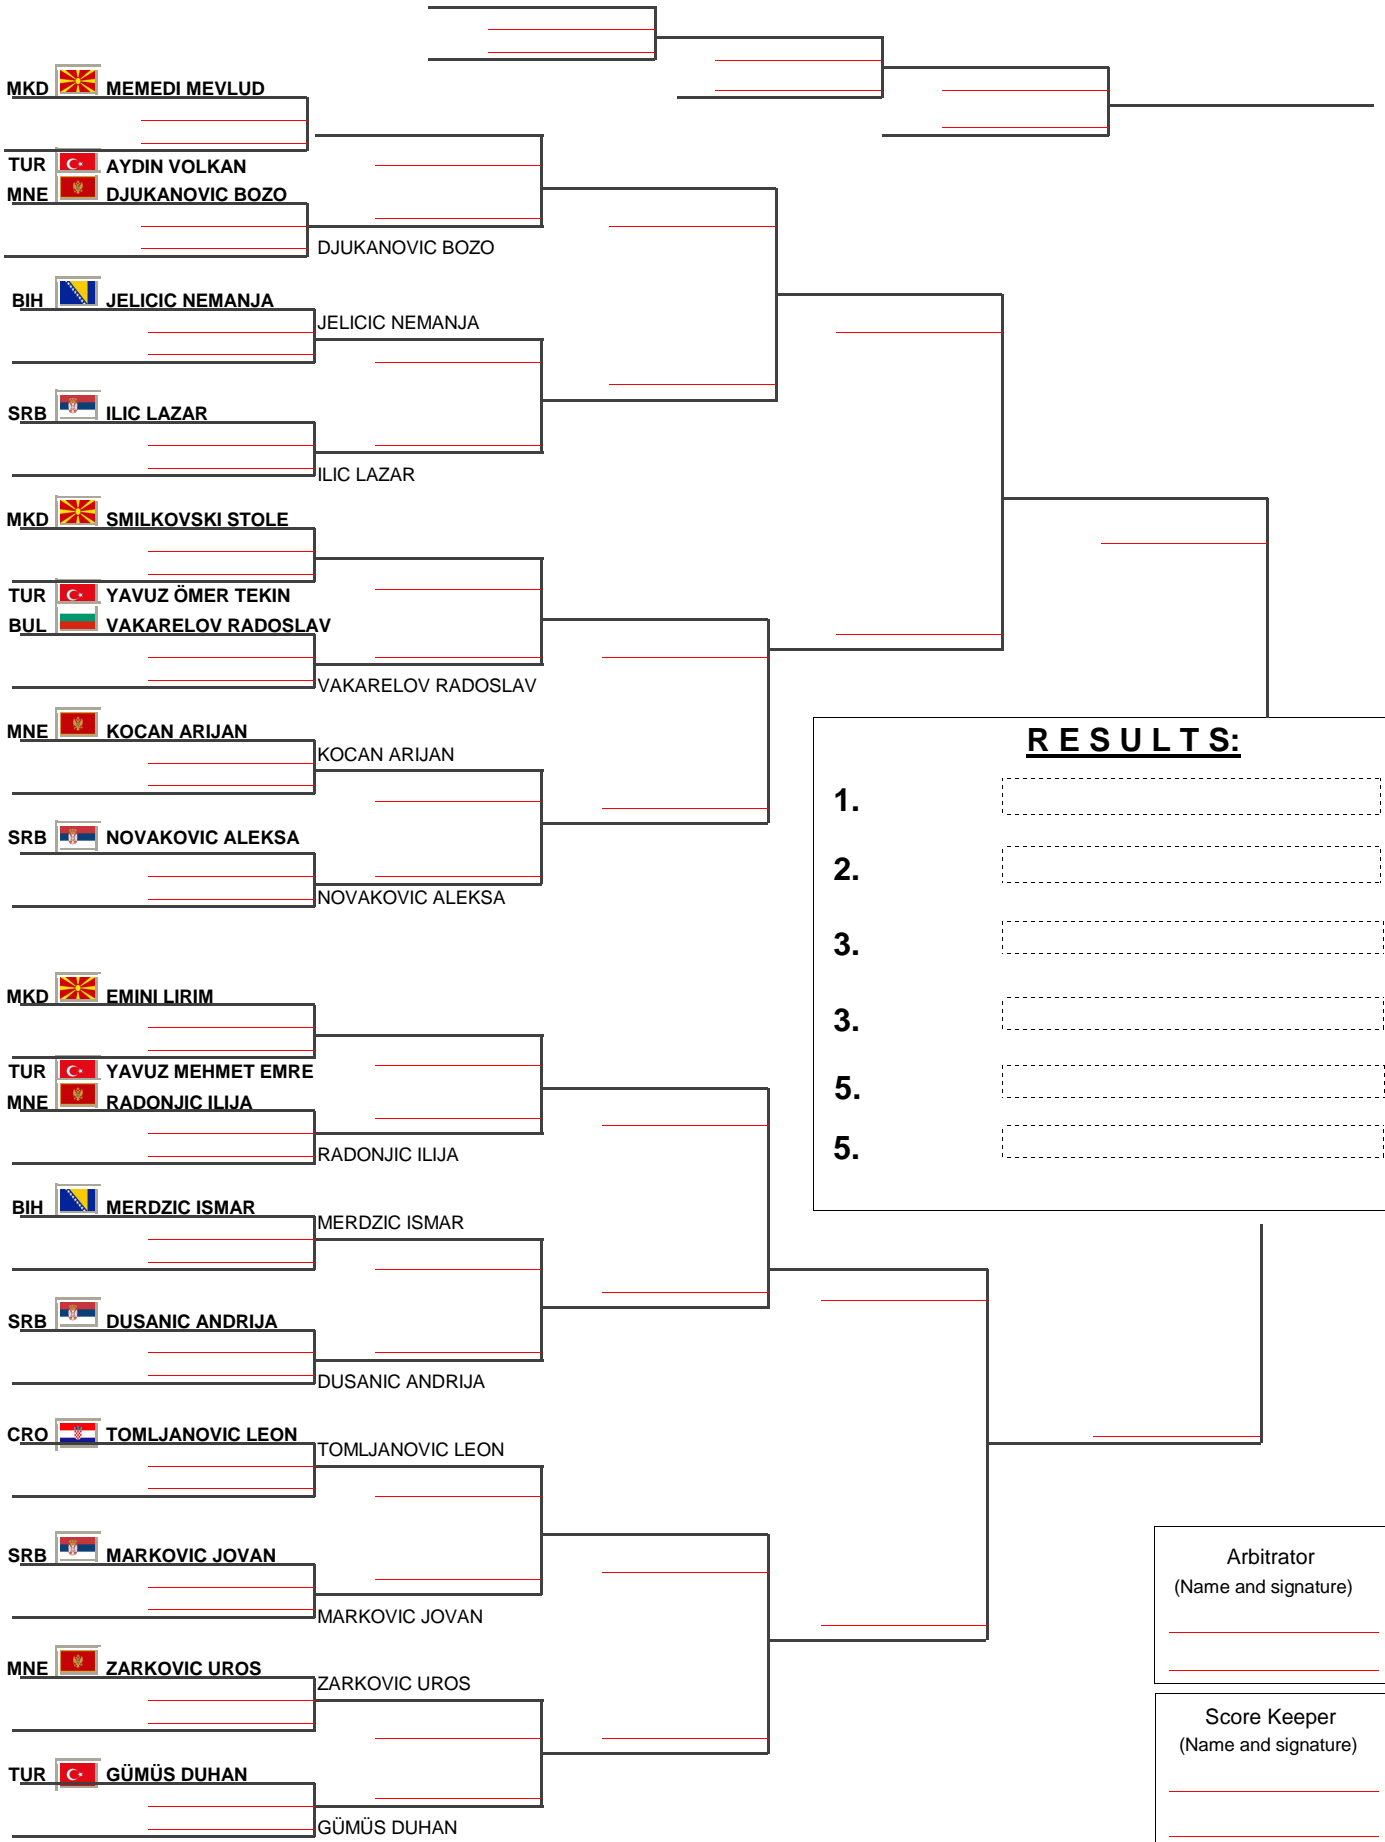 MKD MEMEDI MEVLUD
TUR AYDIN VOLKAN
MNE DJUKANOVIC BOZO
DJUKANOVIC BOZO
BIH JELICIC NEMANJA
JELICIC NEMANJA
SRB ILIC LAZAR
ILIC LAZAR
MKD SMILKOVSKI STOLE
TUR YAVUZ ÖMER TEKIN
BUL VAKARELOV RADOSLAV
VAKARELOV RADOSLAV
MNE KOCAN ARIJAN
KOCAN ARIJAN
SRB NOVAKOVIC ALEKSA
NOVAKOVIC ALEKSA
MKD EMINI LIRIM
TUR YAVUZ MEHMET EMRE
MNE RADONJIC ILIJA
RADONJIC ILIJA
BIH MERDZIC ISMAR
MERDZIC ISMAR
SRB DUSANIC ANDRIJA
DUSANIC ANDRIJA
CRO TOMLJANOVIC LEON
TOMLJANOVIC LEON
SRB MARKOVIC JOVAN
MARKOVIC JOVAN
MNE ZARKOVIC UROS
ZARKOVIC UROS
TUR GÜMÜS DUHAN
GÜMÜS DUHAN
R E S U L T S:
1.
2.
3.
3.
5.
5.
Arbitrator
(Name and signature)
Score Keeper
(Name and signature)